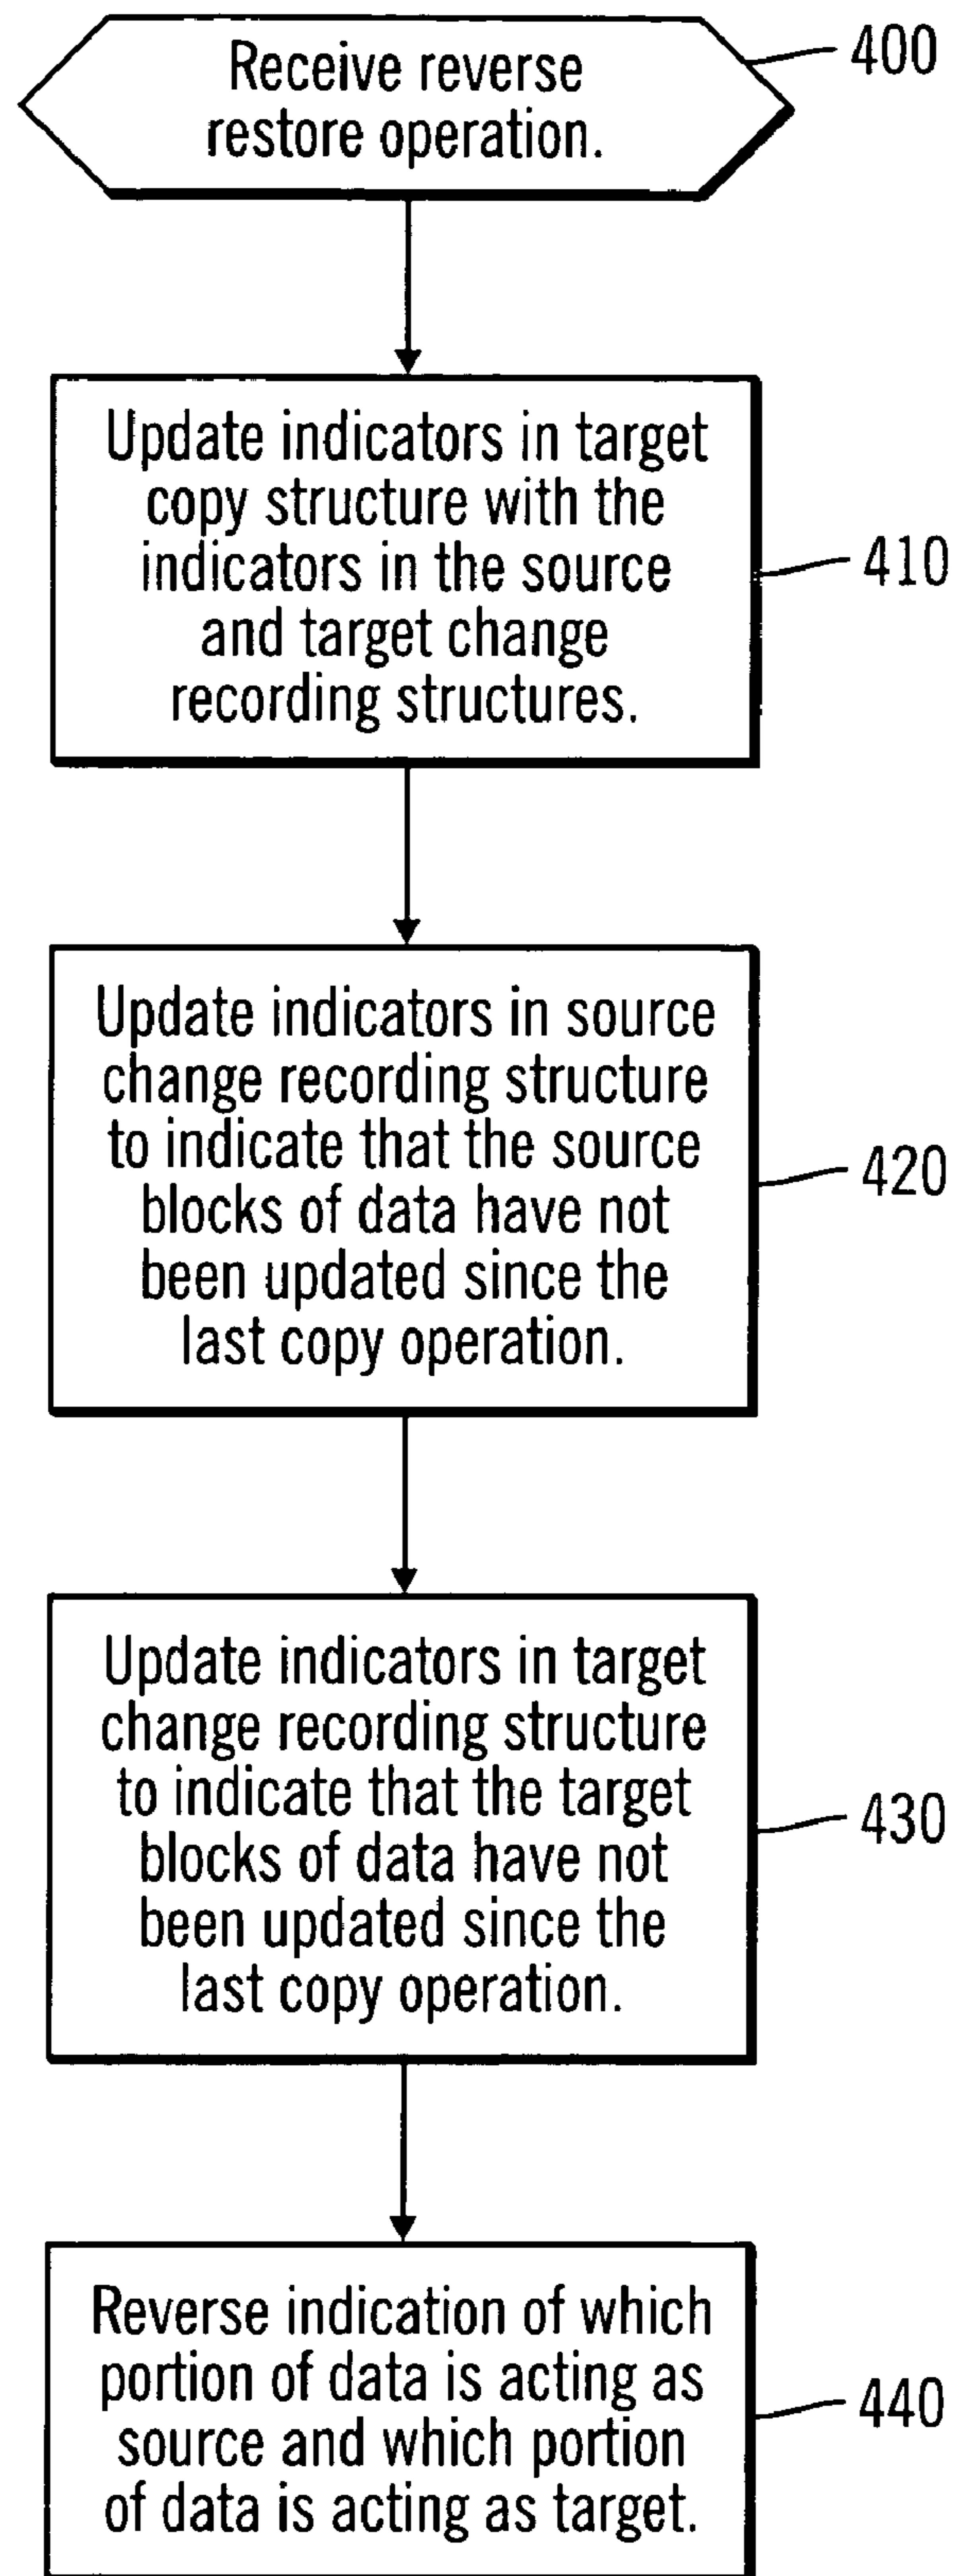 Receive reverse
restore operation.
400
Update indicators in target
copy structure with the
indicators in the source
and target change
recording structures.
410
Update indicators in source
change recording structure
to indicate that the source
blocks of data have not
been updated since the
last copy operation.
420
Update indicators in target
change recording structure
to indicate that the target
blocks of data have not
been updated since the
last copy operation.
430
Reverse indication of which
portion of data is acting as
source and which portion
of data is acting as target.
440